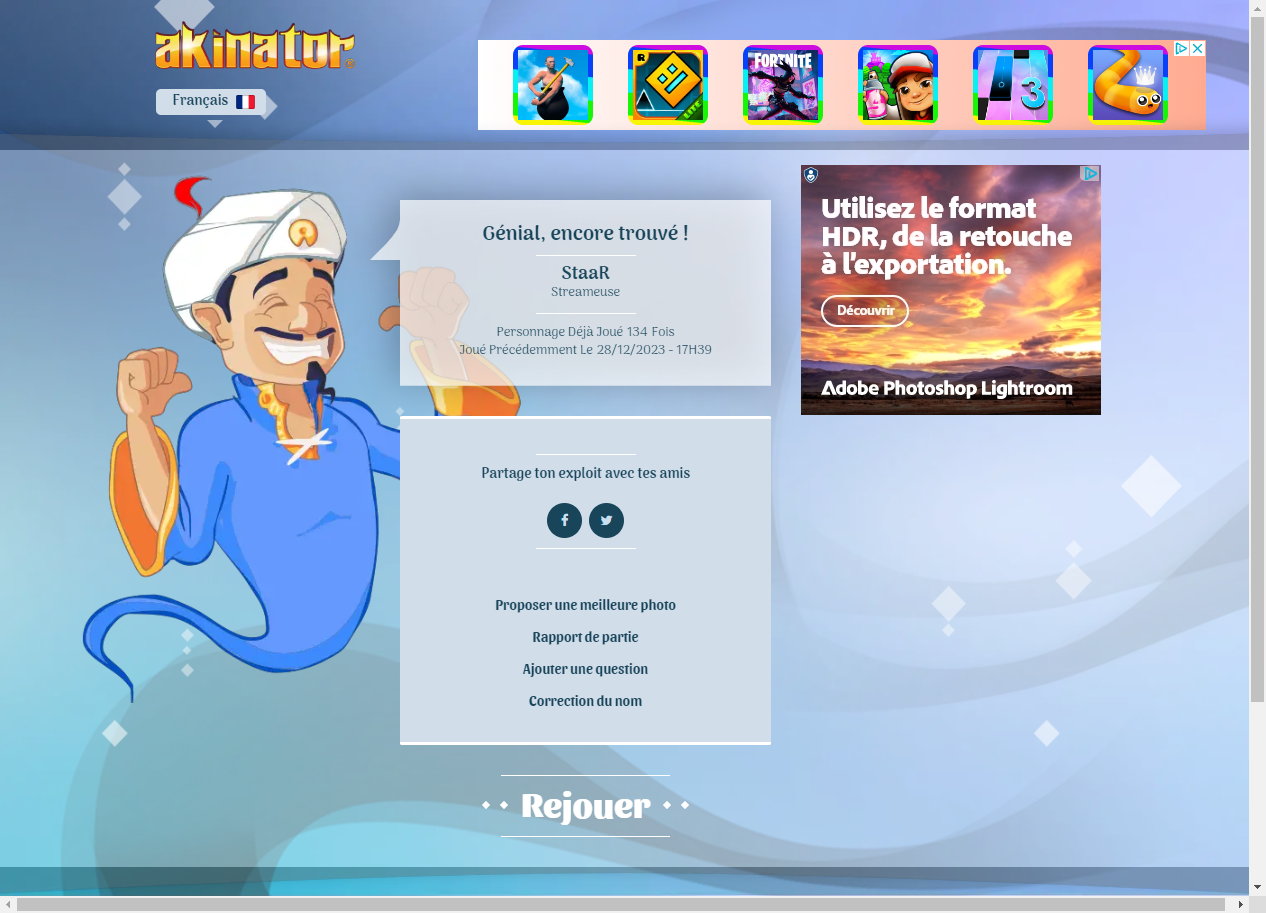 akinator
Français
R
LITE
FORTNITE
3
Génial, encore trouvé !
StaaR
Streameuse
Personnage Déjà Joué 134 Fois
Joué Précédemment Le 28/12/2023 - 17H39
Utilisez le format
HDR, de la retouche
à l'exportation.
Découvrir
Adobe Photoshop Lightroom
Partage ton exploit avec tes amis
Proposer une meilleure photo
Rapport de partie
Ajouter une question
Correction du nom
Rejouer